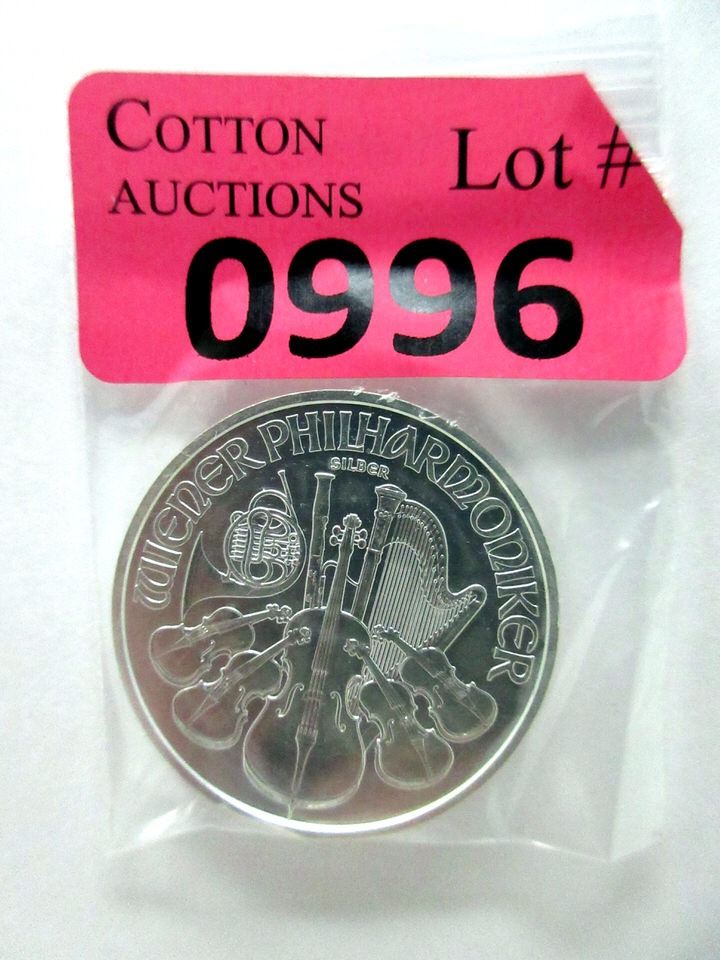 COTTON
AUCTIONS
Lot #
0996
WIENER PHILHARMONIKER
SILBER